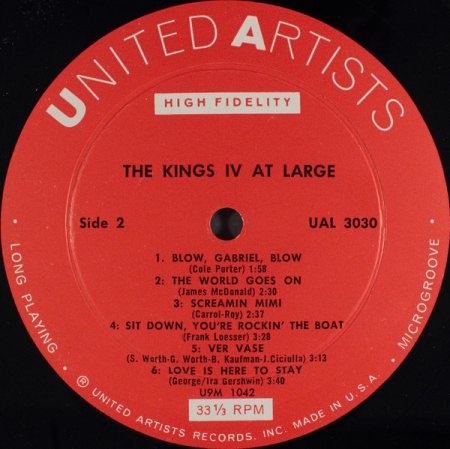 UNITED ARTISTS
HIGH FIDELITY
THE KINGS IV AT LARGE
Side 2
UAL 3030
1. BLOW, GABRIEL, BLOW
(Cole Porter) 1:58
2: THE WORLD GOES ON
(James McDonald) 2:30
3: SCREAMIN MIMI
(Carrol-Roy) 2:37
4: SIT DOWN, YOU'RE ROCKIN' THE BOAT
(Frank Loesser) 3:28
5: VER VASE
(S. Worth-G. Worth-B. Kaufman-J.Ciciulla) 3:13
6: LOVE IS HERE TO STAY
(George/Ira Gershwin) 3:40
U9M 1042
33 1/3 RPM
• LONG PLAYING •
• MICROGROOVE •
® UNITED ARTISTS RECORDS, INC. MADE IN U.S.A.